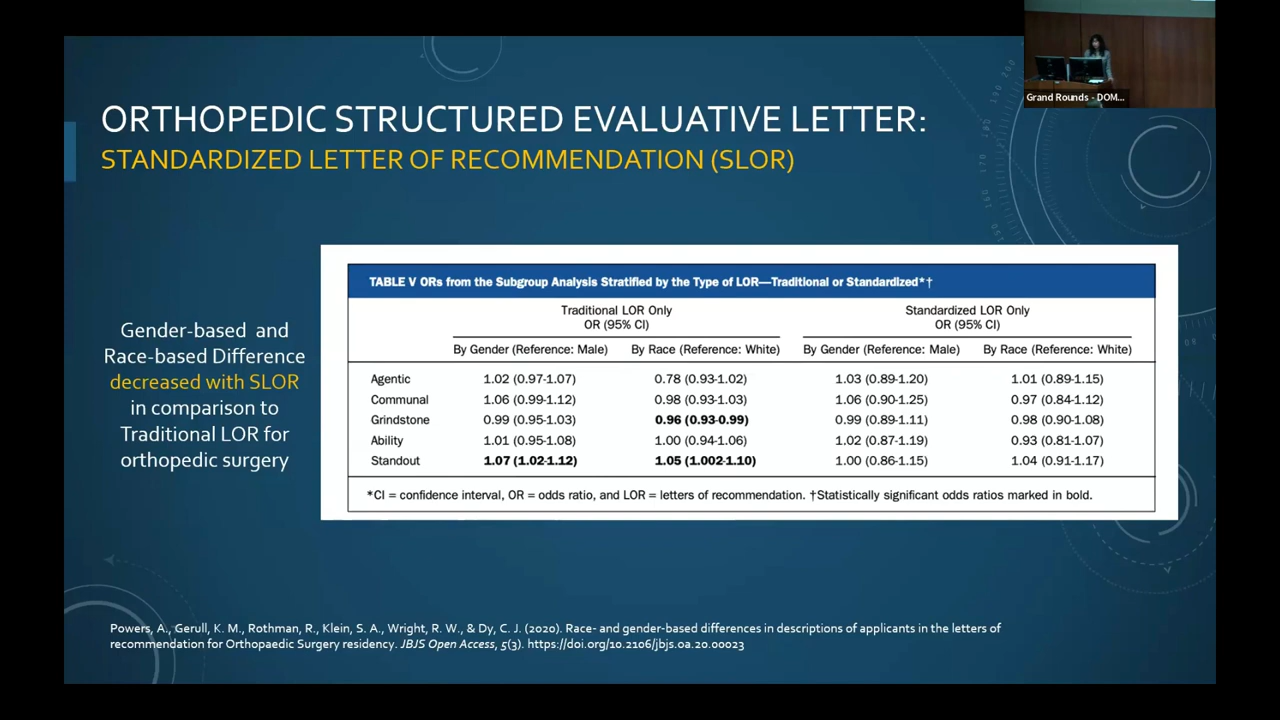 Grand Rounds - DOM...
ORTHOPEDIC STRUCTURED EVALUATIVE LETTER:
STANDARDIZED LETTER OF RECOMMENDATION (SLOR)
Gender-based and
Race-based Difference
decreased with SLOR
in comparison to
Traditional LOR for
orthopedic surgery
TABLE V ORs from the Subgroup Analysis Stratified by the Type of LOR—Traditional or Standardized*†
Traditional LOR Only Standardized LOR Only
OR (95% CI) OR (95% CI)
By Gender (Reference: Male) By Race (Reference: White) By Gender (Reference: Male) By Race (Reference: White)
Agentic 1.02 (0.97-1.07) 0.78 (0.93-1.02) 1.03 (0.89-1.20) 1.01 (0.89-1.15)
Communal 1.06 (0.99-1.12) 0.98 (0.93-1.03) 1.06 (0.90-1.25) 0.97 (0.84-1.12)
Grindstone 0.99 (0.95-1.03) 0.96 (0.93-0.99) 0.99 (0.89-1.11) 0.98 (0.90-1.08)
Ability 1.01 (0.95-1.08) 1.00 (0.94-1.06) 1.02 (0.87-1.19) 0.93 (0.81-1.07)
Standout 1.07 (1.02-1.12) 1.05 (1.002-1.10) 1.00 (0.86-1.15) 1.04 (0.91-1.17)
*CI = confidence interval, OR = odds ratio, and LOR = letters of recommendation. †Statistically significant odds ratios marked in bold.
Powers, A., Gerull, K. M., Rothman, R., Klein, S. A., Wright, R. W., & Dy, C. J. (2020). Race- and gender-based differences in descriptions of applicants in the letters of
recommendation for Orthopaedic Surgery residency. JBJS Open Access, 5(3). https://doi.org/10.2106/jbjs.oa.20.00023